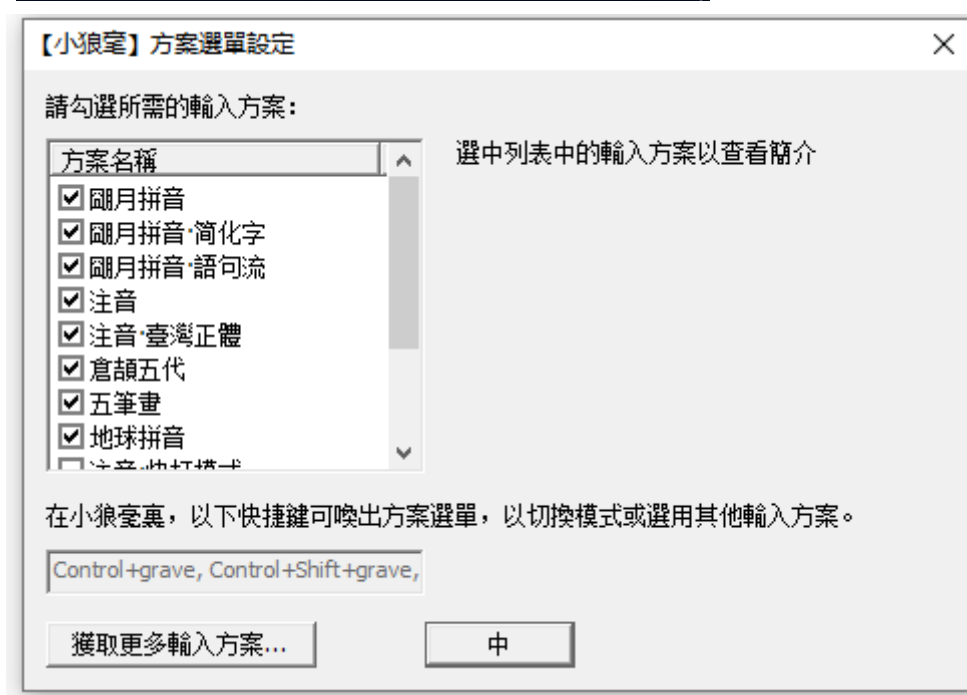 【小狼毫】方案選單設定
請勾選所需的輸入方案：
方案名稱
選中列表中的輸入方案以查看簡介
朙月拼音
朙月拼音·简化字
朙月拼音·語句流
注音
注音·臺灣正體
倉頡五代
五筆畫
地球拼音
注音·快打模式
在小狼毫裏，以下快捷鍵可喚出方案選單，以切換模式或選用其他輸入方案。
Control+grave, Control+Shift+grave,
獲取更多輸入方案...
中